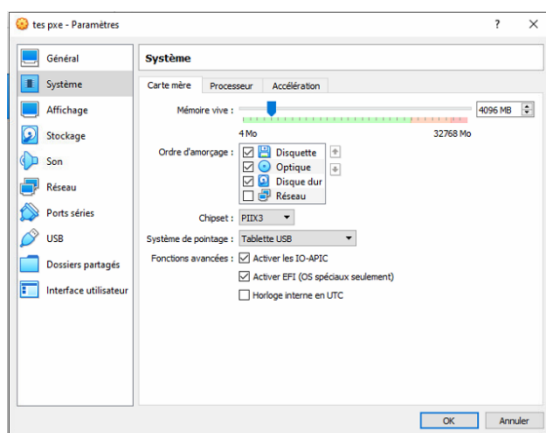 tes pxe - Paramètres
Général
Système
Affichage
Stockage
Son
Réseau
Ports séries
USB
Dossiers partagés
Interface utilisateur
Système
Carte mère Processeur Accélération
Mémoire vive : 4096 MB
4 Mo 32768 Mo
Ordre d'amorçage : Disquette
Optique
Disque dur
Réseau
Chipset : PIIX3
Système de pointage : Tablette USB
Fonctions avancées : Activer les IO-APIC
Activer EFI (OS spéciaux seulement)
Horloge interne en UTC
OK Annuler